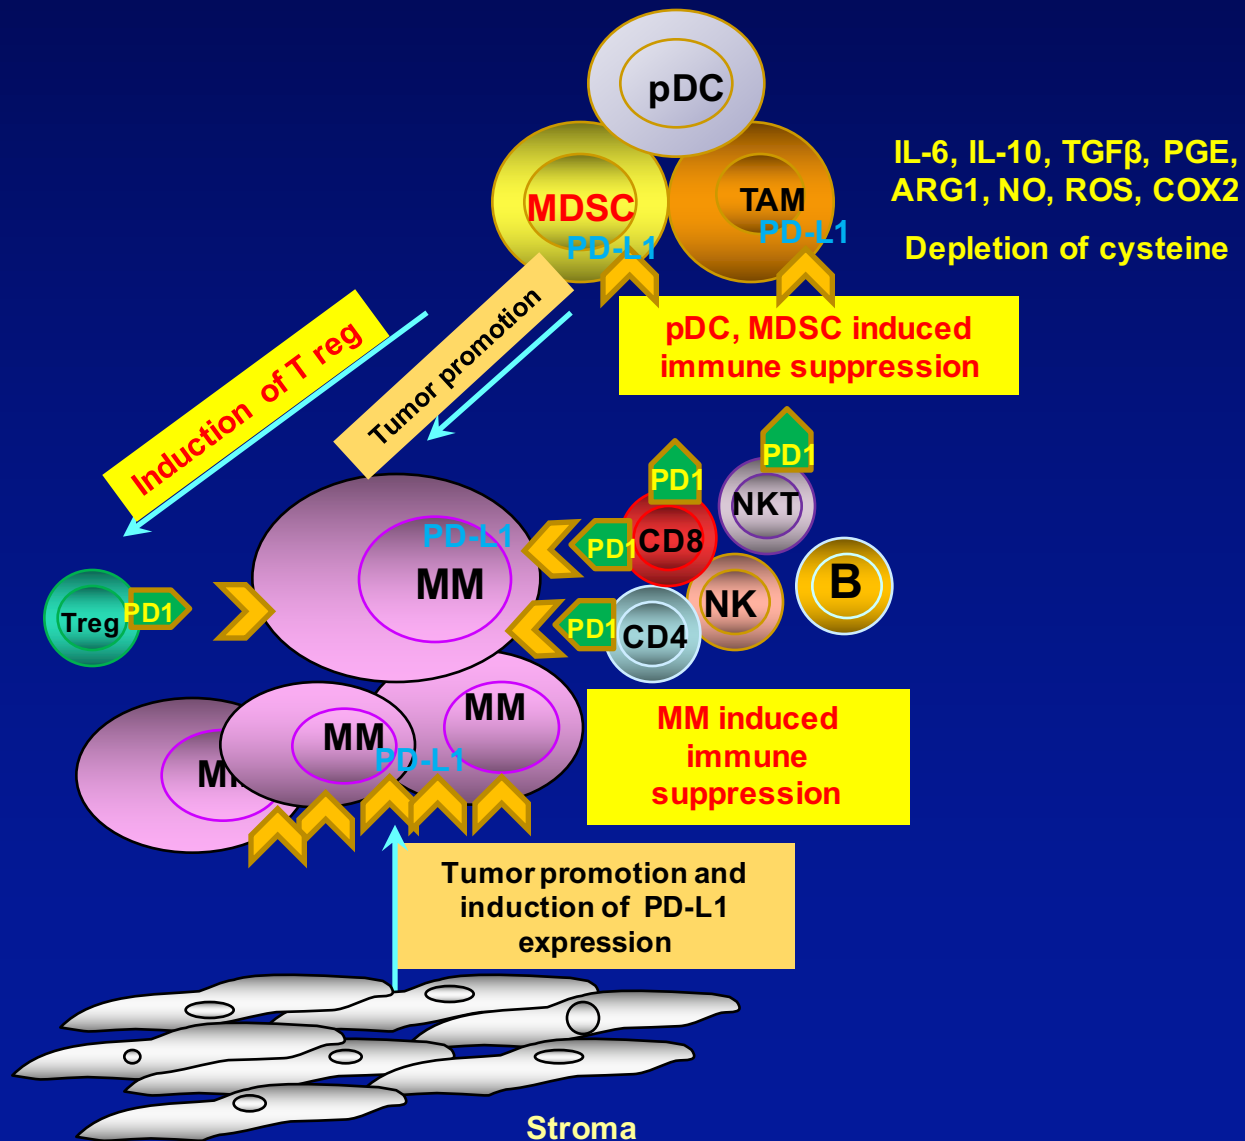 pDC
MDSC
PD-L1
TAM
PD-L1
IL-6, IL-10, TGFβ, PGE,
ARG1, NO, ROS, COX2
Depletion of cysteine
pDC, MDSC induced
immune suppression
Tumor promotion
Induction of T reg
PD1
PD1
NKT
PD-L1
MM
PD1
CD8
B
NK
Treg
PD1
PD1
CD4
MM
MM
PD-L1
MM induced
immune
suppression
Tumor promotion and
induction of PD-L1
expression
Stroma